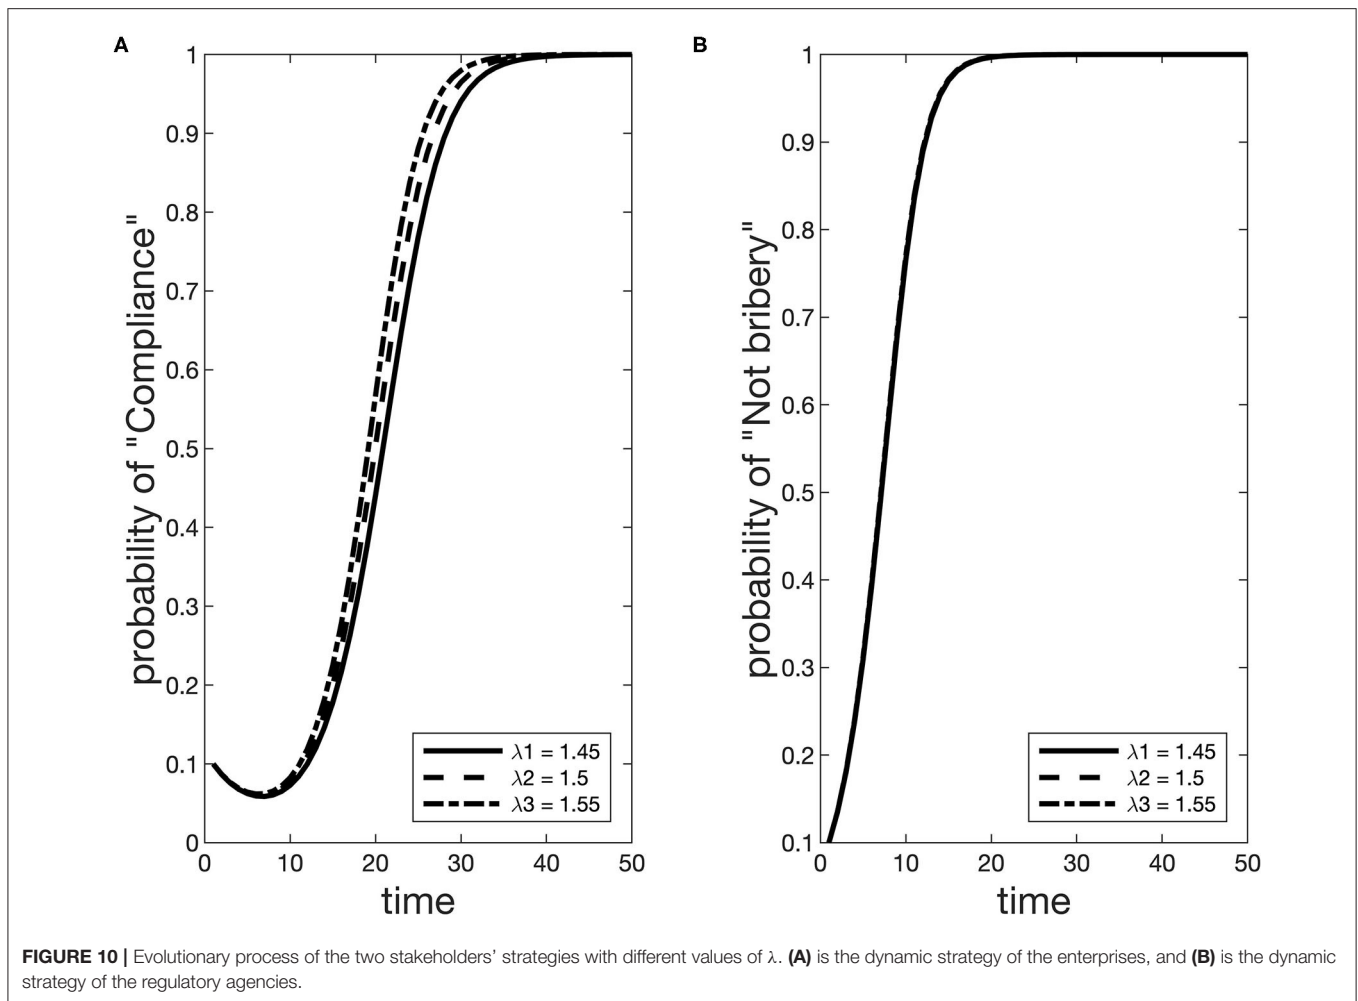 A
1
0.9
0.8
0.7
0.6
0.5
0.4
0.3
0.2
0.1
0
probability of "Compliance"
0 10 20 30 40 50
time
λ1 = 1.45
λ2 = 1.5
λ3 = 1.55
B
1
0.9
0.8
0.7
0.6
0.5
0.4
0.3
0.2
0.1
probability of "Not bribery"
0 10 20 30 40 50
time
λ1 = 1.45
λ2 = 1.5
λ3 = 1.55
FIGURE 10 | Evolutionary process of the two stakeholders' strategies with different values of λ. (A) is the dynamic strategy of the enterprises, and (B) is the dynamic
strategy of the regulatory agencies.